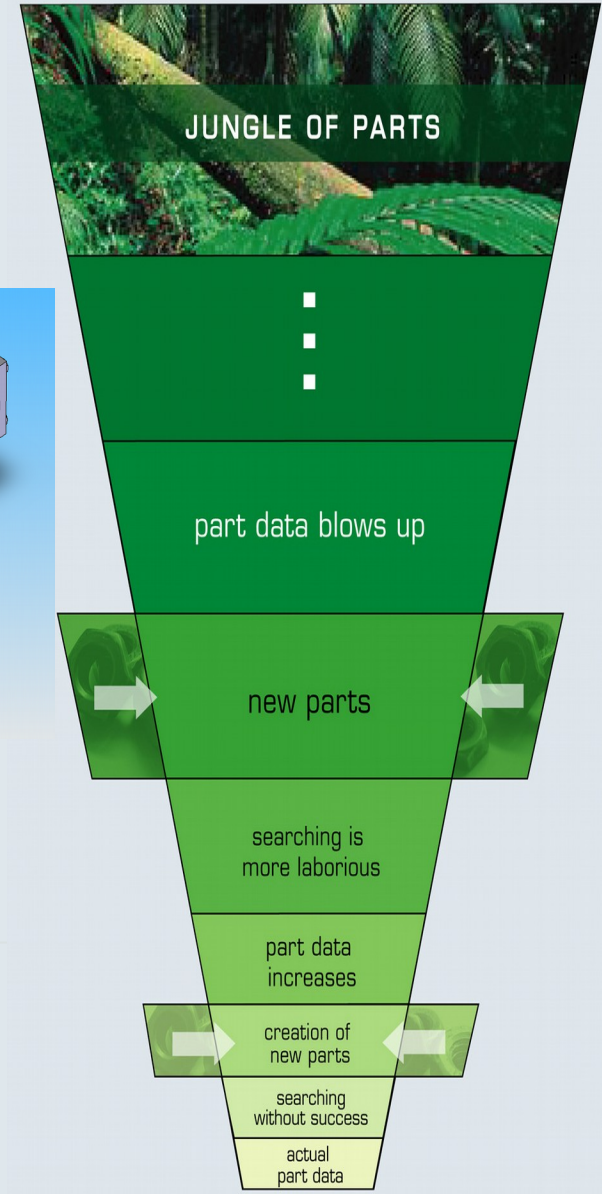 JUNGLE OF PARTS
part data blows up
new parts
searching is
more laborious
part data
increases
creation of
new parts
searching
without success
actual
part data